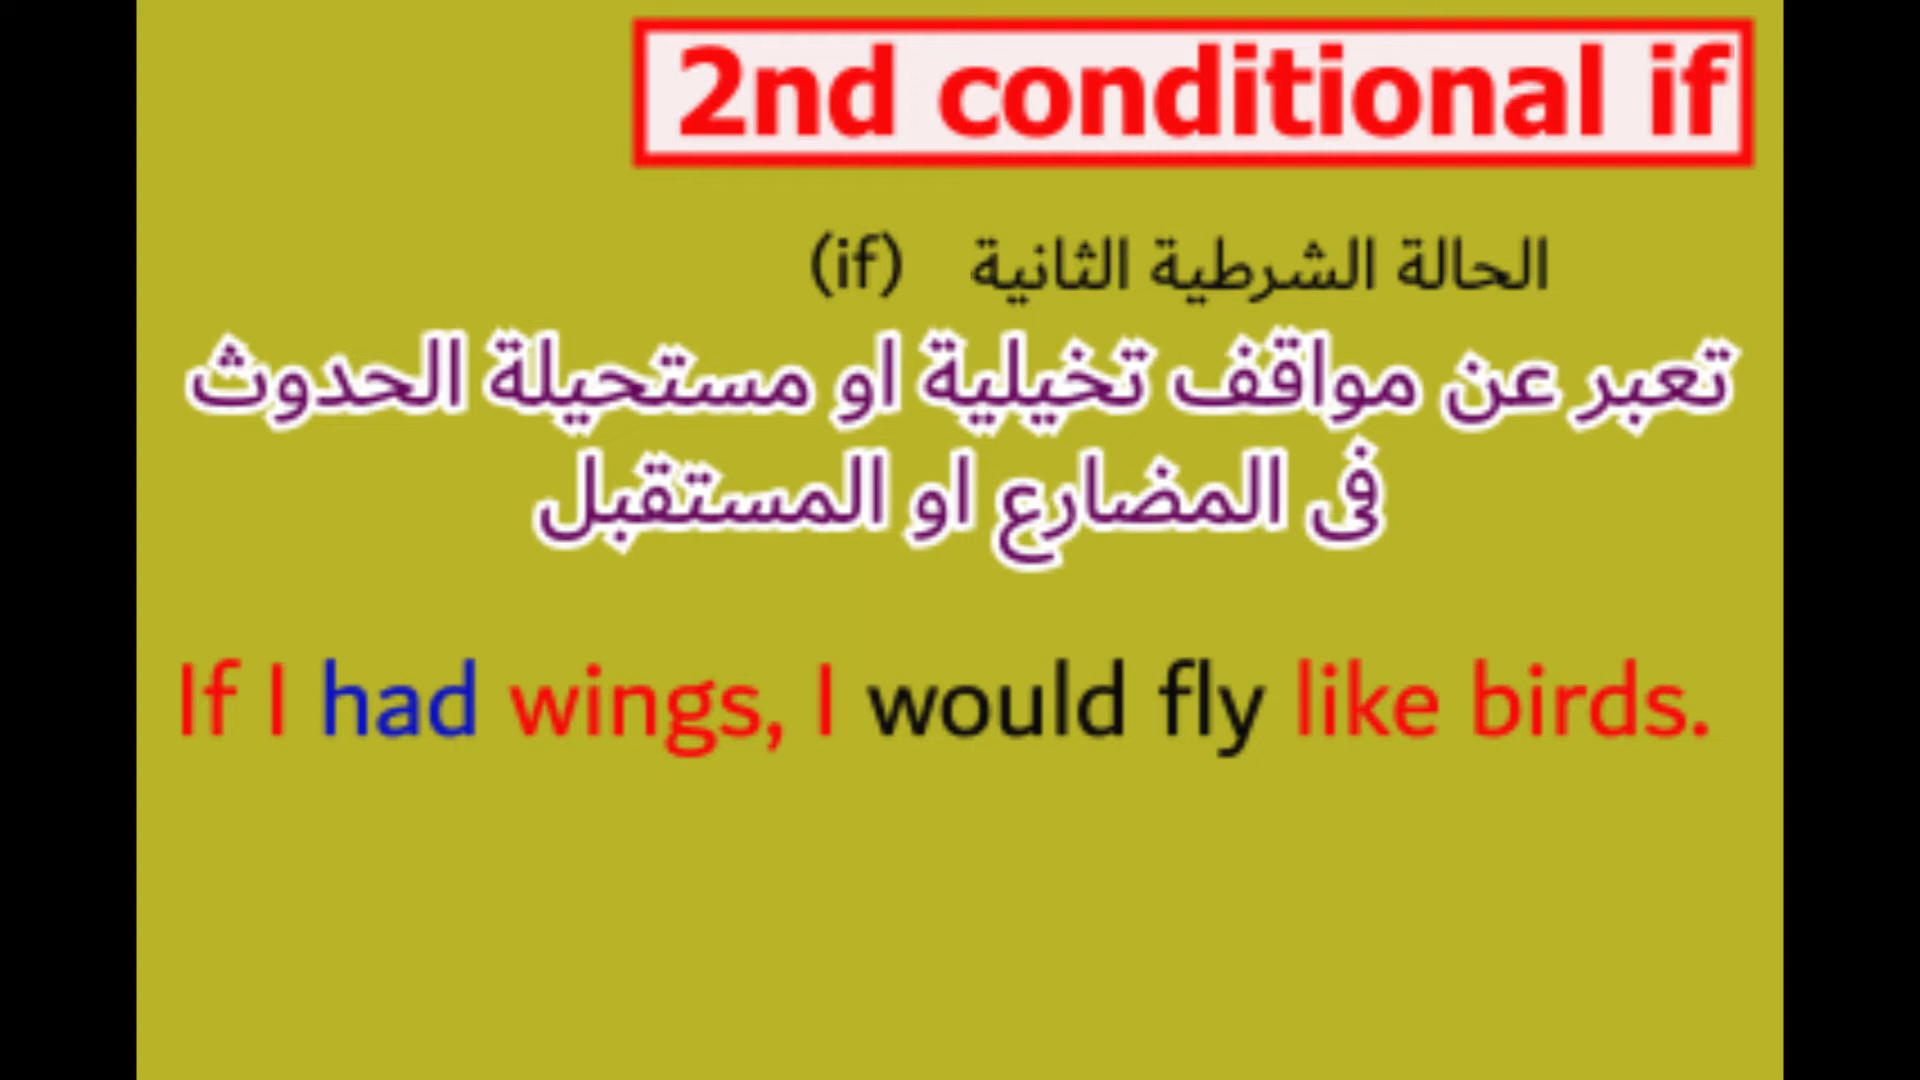 2nd conditional if
الحالة الشرطية الثانية (if)
تعبر عن مواقف تخيلية او مستحيلة الحدوث
فى المضارع او المستقبل
If I had wings, I would fly like birds.